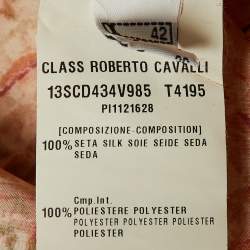 42
CLASS ROBERTO CAVALLI
13SCD434V985 T4195
PI1121628
[COMPOSIZIONE-COMPOSITION]
100% SETA SILK SOIE SEIDE SEDA
SEDA
Cmp.Int.
100% POLIESTERE POLYESTER
POLYESTER POLYESTER POLIESTER
POLIESTER